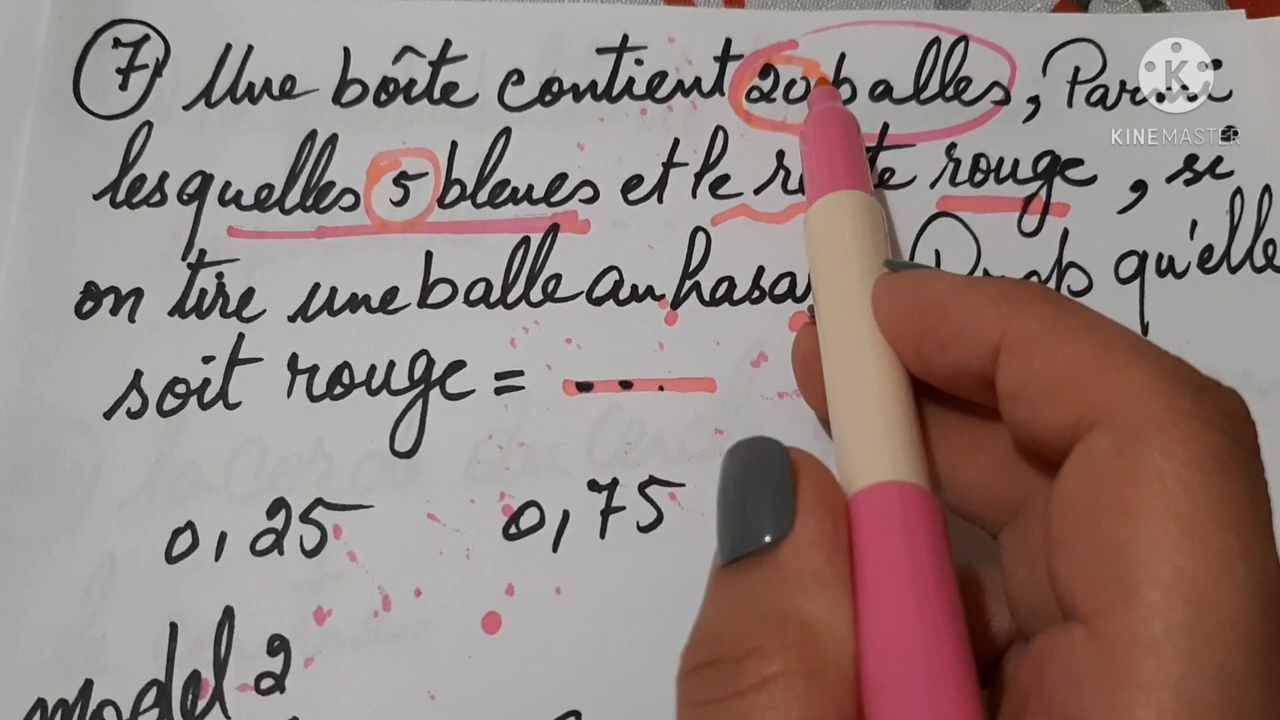 7 Une boîte contient 20 balles, Parmi
lesquelles 5 bleues et le reste rouge, si
on tire une balle au hasard Prob qu'elle
soit rouge = ...
0,25 0,75
model 2
K
KINEMASTER